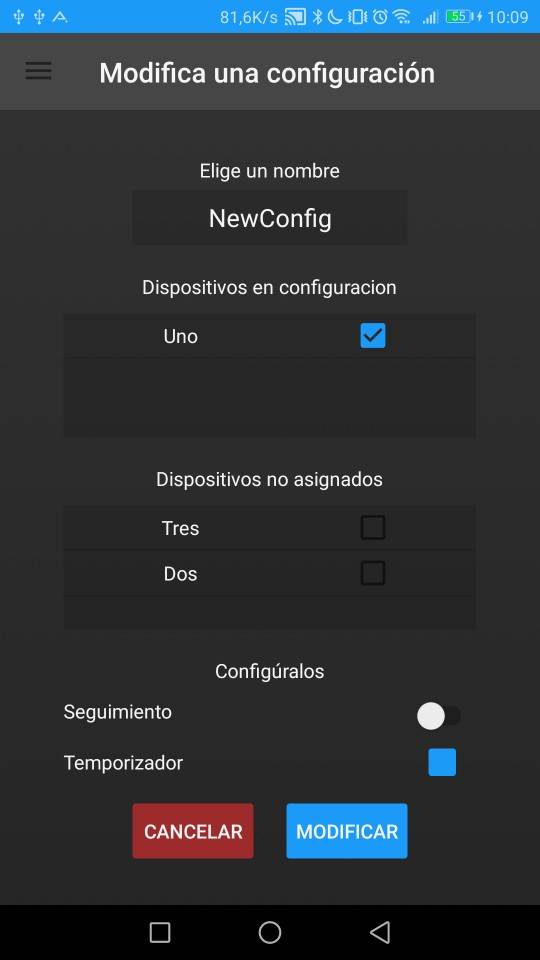 81,6K/s 55 10:09
Modifica una configuración
Elige un nombre
NewConfig
Dispositivos en configuracion
Uno
Dispositivos no asignados
Tres
Dos
Configúralos
Seguimiento
Temporizador
CANCELAR MODIFICAR